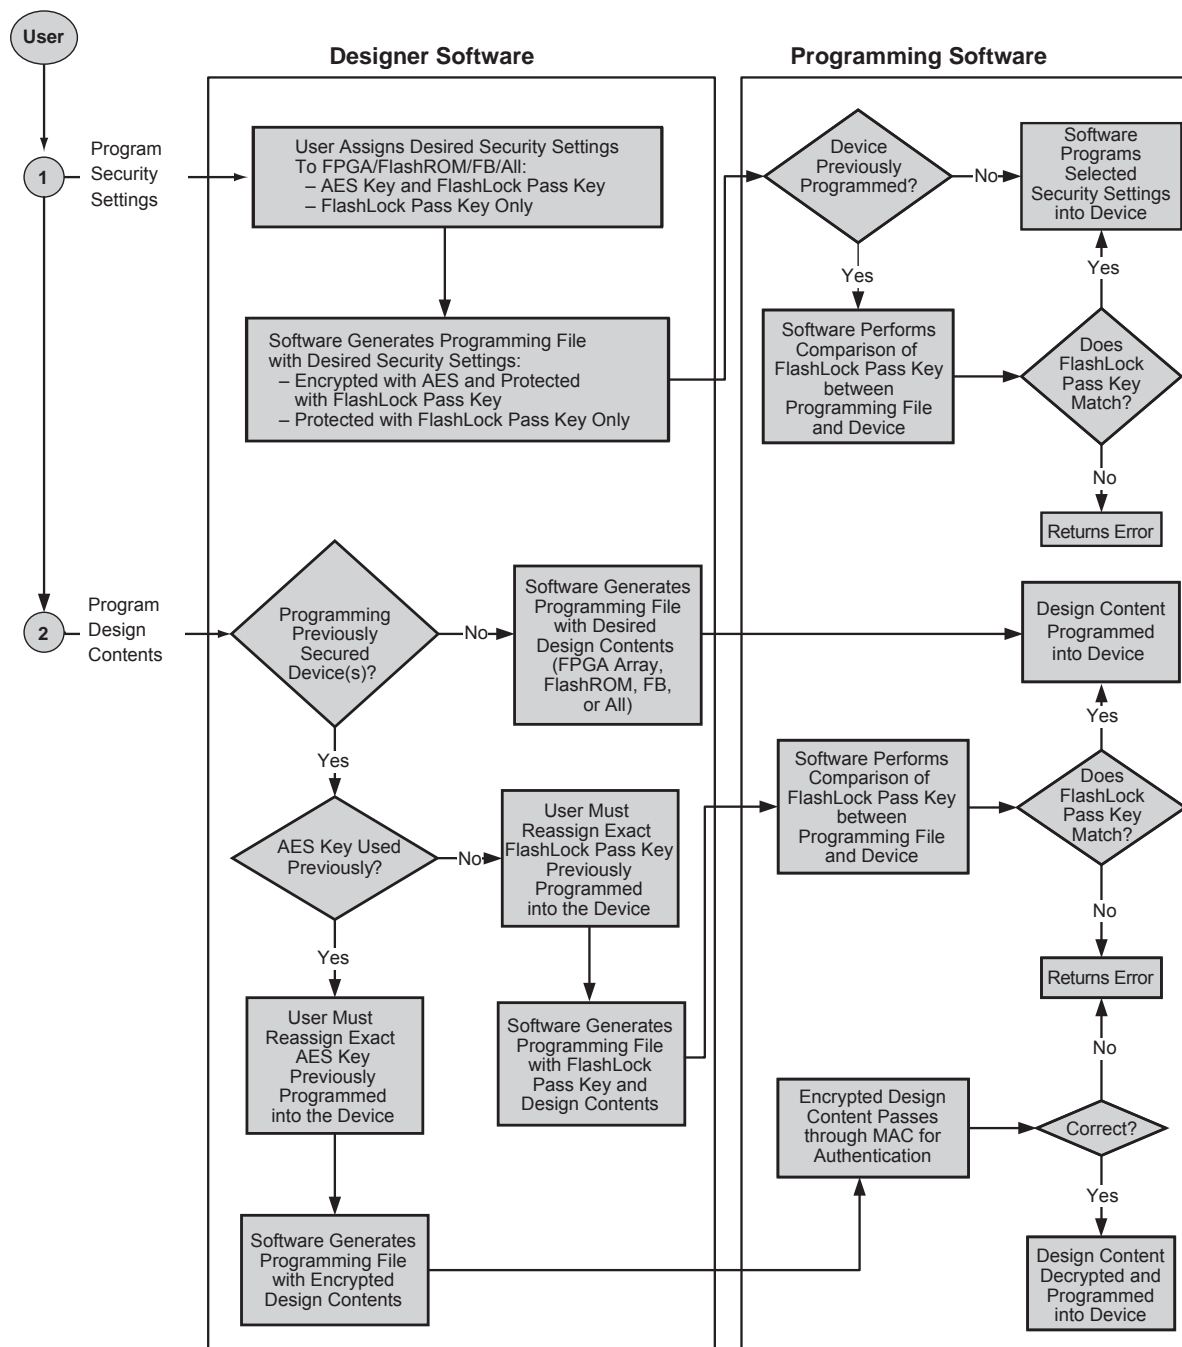 User
Designer Software
Programming Software
1
Program
Security
Settings
User Assigns Desired Security Settings
To FPGA/FlashROM/FB/All:
– AES Key and FlashLock Pass Key
– FlashLock Pass Key Only
Device
Previously
Programmed?
No
Software
Programs
Selected
Security Settings
into Device
Yes
Yes
Software Generates Programming File
with Desired Security Settings:
– Encrypted with AES and Protected
with FlashLock Pass Key
– Protected with FlashLock Pass Key Only
Software Performs
Comparison of
FlashLock Pass Key
between
Programming File
and Device
Does
FlashLock
Pass Key
Match?
No
Returns Error
2
Program
Design
Contents
Programming
Previously
Secured
Device(s)?
No
Software Generates
Programming File
with Desired
Design Contents
(FPGA Array,
FlashROM, FB,
or All)
Design Content
Programmed
into Device
Yes
Yes
AES Key Used
Previously?
No
User Must
Reassign Exact
FlashLock Pass Key
Previously
Programmed
into the Device
Software Performs
Comparison of
FlashLock Pass Key
between
Programming File
and Device
Does
FlashLock
Pass Key
Match?
No
Returns Error
Yes
User Must
Reassign Exact
AES Key
Previously
Programmed
into the Device
Software Generates
Programming File
with FlashLock
Pass Key and
Design Contents
No
Encrypted Design
Content Passes
through MAC for
Authentication
Correct?
Yes
Software Generates
Programming File
with Encrypted
Design Contents
Design Content
Decrypted and
Programmed
into Device